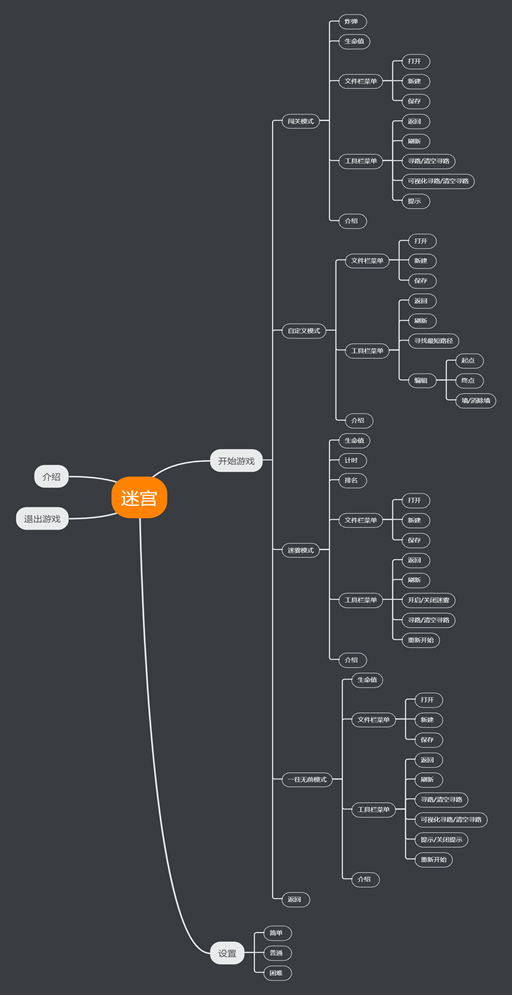 迷宫
介绍
退出游戏
开始游戏
闯关模式
炸弹
生命值
文件栏菜单
打开
新建
保存
工具栏菜单
返回
刷新
寻路/清空寻路
可视化寻路/清空寻路
提示
介绍
自定义模式
文件栏菜单
打开
新建
保存
工具栏菜单
返回
刷新
寻找最短路径
编辑
起点
终点
墙/消除墙
介绍
迷雾模式
生命值
计时
排名
文件栏菜单
打开
新建
保存
工具栏菜单
返回
刷新
开启/关闭迷雾
寻路/清空寻路
重新开始
介绍
一往无前模式
生命值
文件栏菜单
打开
新建
保存
工具栏菜单
返回
刷新
寻路/清空寻路
可视化寻路/清空寻路
提示/关闭提示
重新开始
介绍
返回
设置
简单
普通
困难